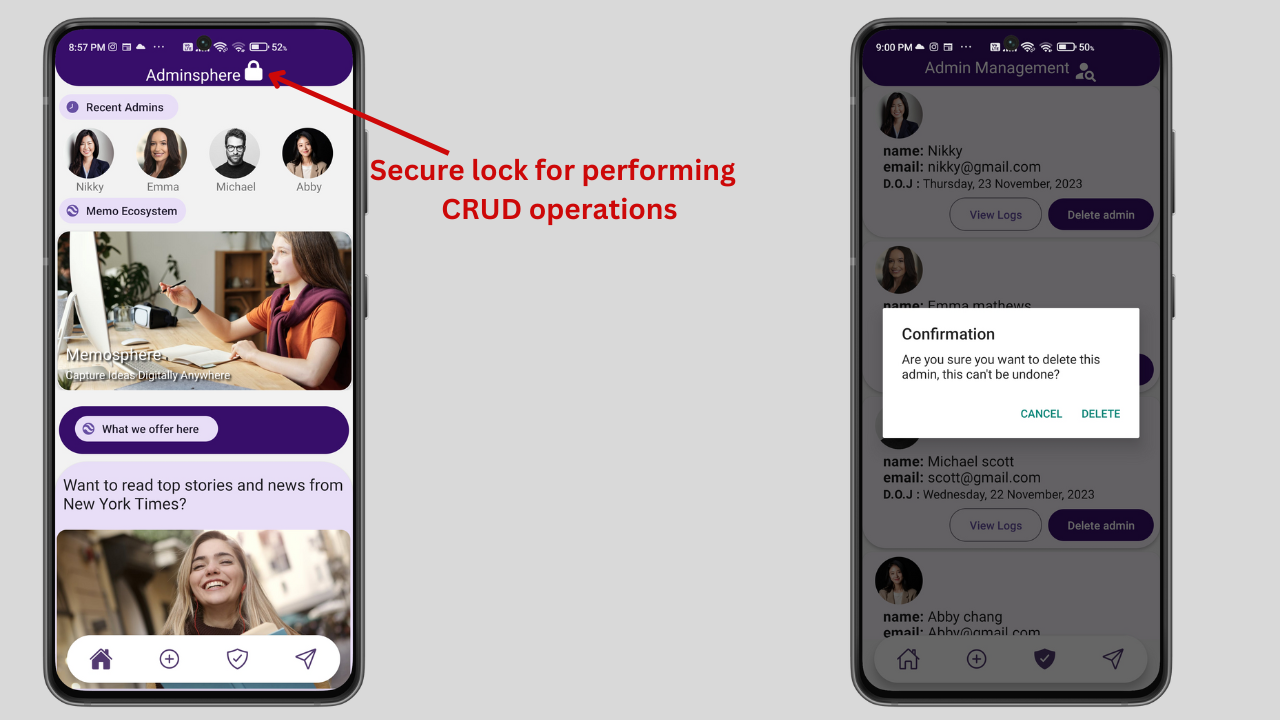 8:57 PM
52%
Adminsphere
Recent Admins
Nikky
Emma
Michael
Abby
Memo Ecosystem
Memosphere
Capture Ideas Digitally Anywhere
What we offer here
Want to read top stories and news from
New York Times?
Secure lock for performing
CRUD operations
9:00 PM
50%
Admin Management
name: Nikky
email: nikky@gmail.com
D.O.J : Thursday, 23 November, 2023
View Logs
Delete admin
name: Emma mathews
Confirmation
Are you sure you want to delete this
admin, this can't be undone?
CANCEL
DELETE
name: Michael scott
email: scott@gmail.com
D.O.J : Wednesday, 22 November, 2023
View Logs
Delete admin
name: Abby chang
email: Abby@gmail.com